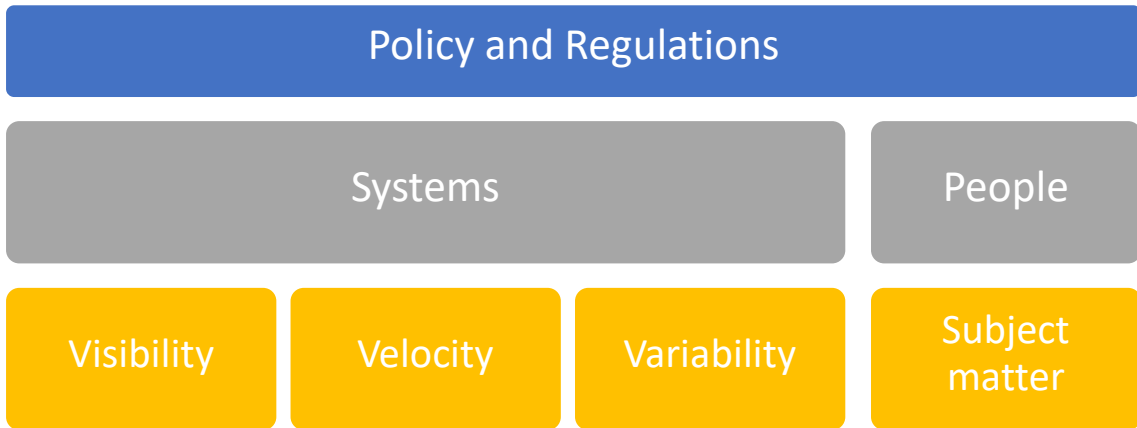 Policy and Regulations
Systems
People
Visibility
Velocity
Variability
Subject
matter